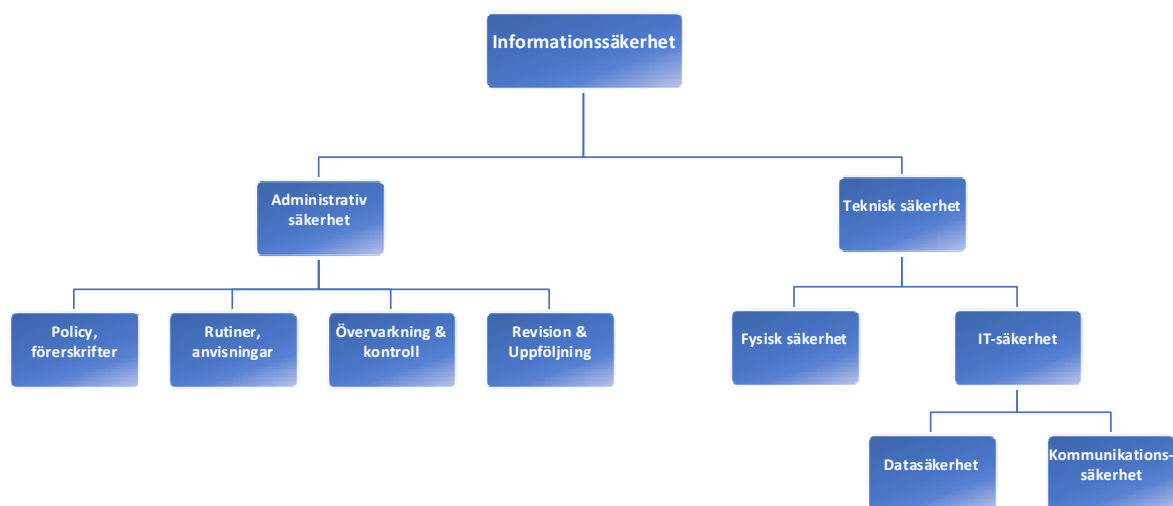 Informationssäkerhet
Administrativ
säkerhet
Teknisk säkerhet
Policy,
förerskrifter
Rutiner,
anvisningar
Övervarkning &
kontroll
Revision &
Uppföljning
Fysisk säkerhet
IT-säkerhet
Datasäkerhet
Kommunikations-
säkerhet